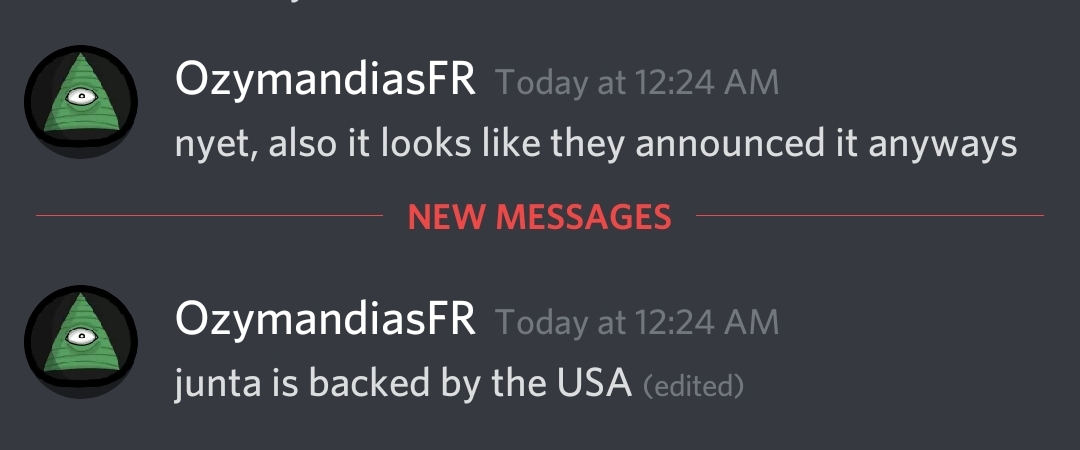 OzymandiasFR Today at 12:24 AM
nyet, also it looks like they announced it anyways
NEW MESSAGES
OzymandiasFR Today at 12:24 AM
junta is backed by the USA (edited)